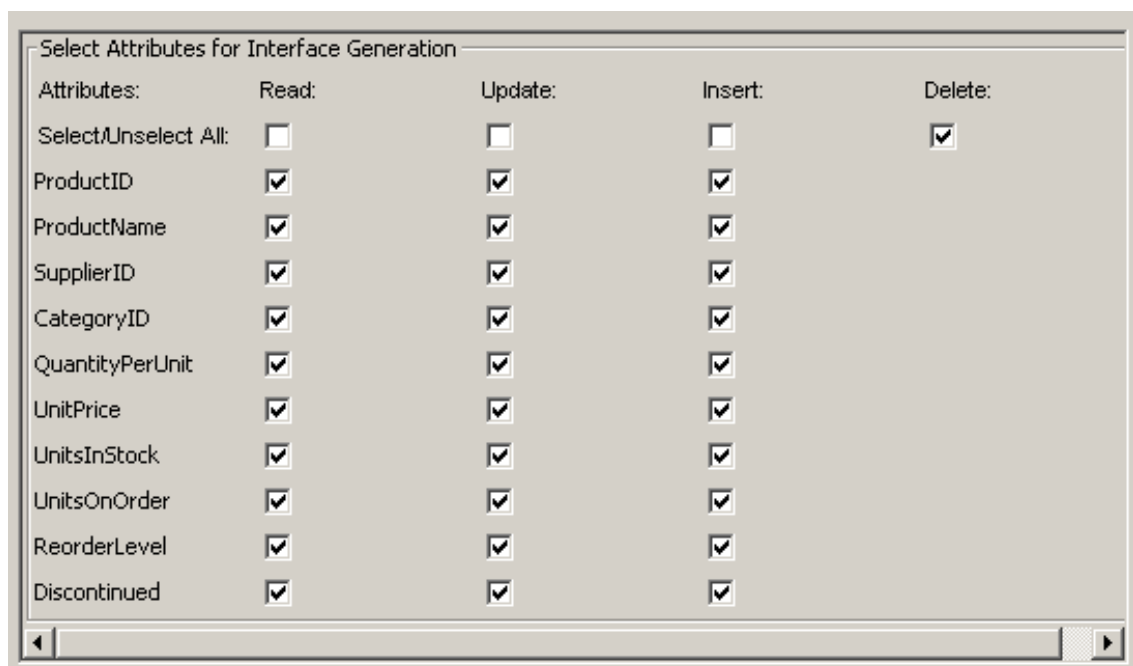 Select Attributes for Interface Generation
Attributes: Read: Update: Insert: Delete:
Select/Unselect All:
ProductID
ProductName
SupplierID
CategoryID
QuantityPerUnit
UnitPrice
UnitsInStock
UnitsOnOrder
ReorderLevel
Discontinued